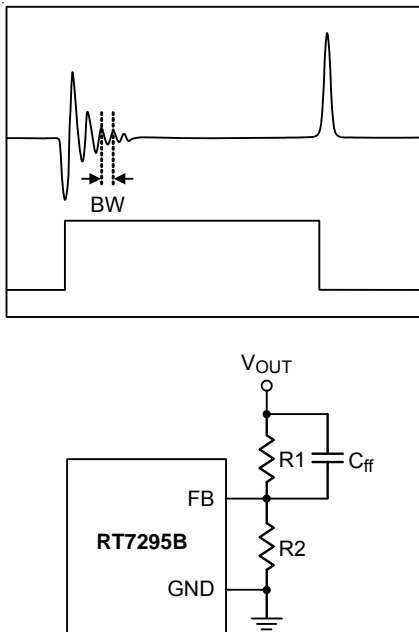 BW
VOUT
R1
Cff
FB
RT7295B
R2
GND